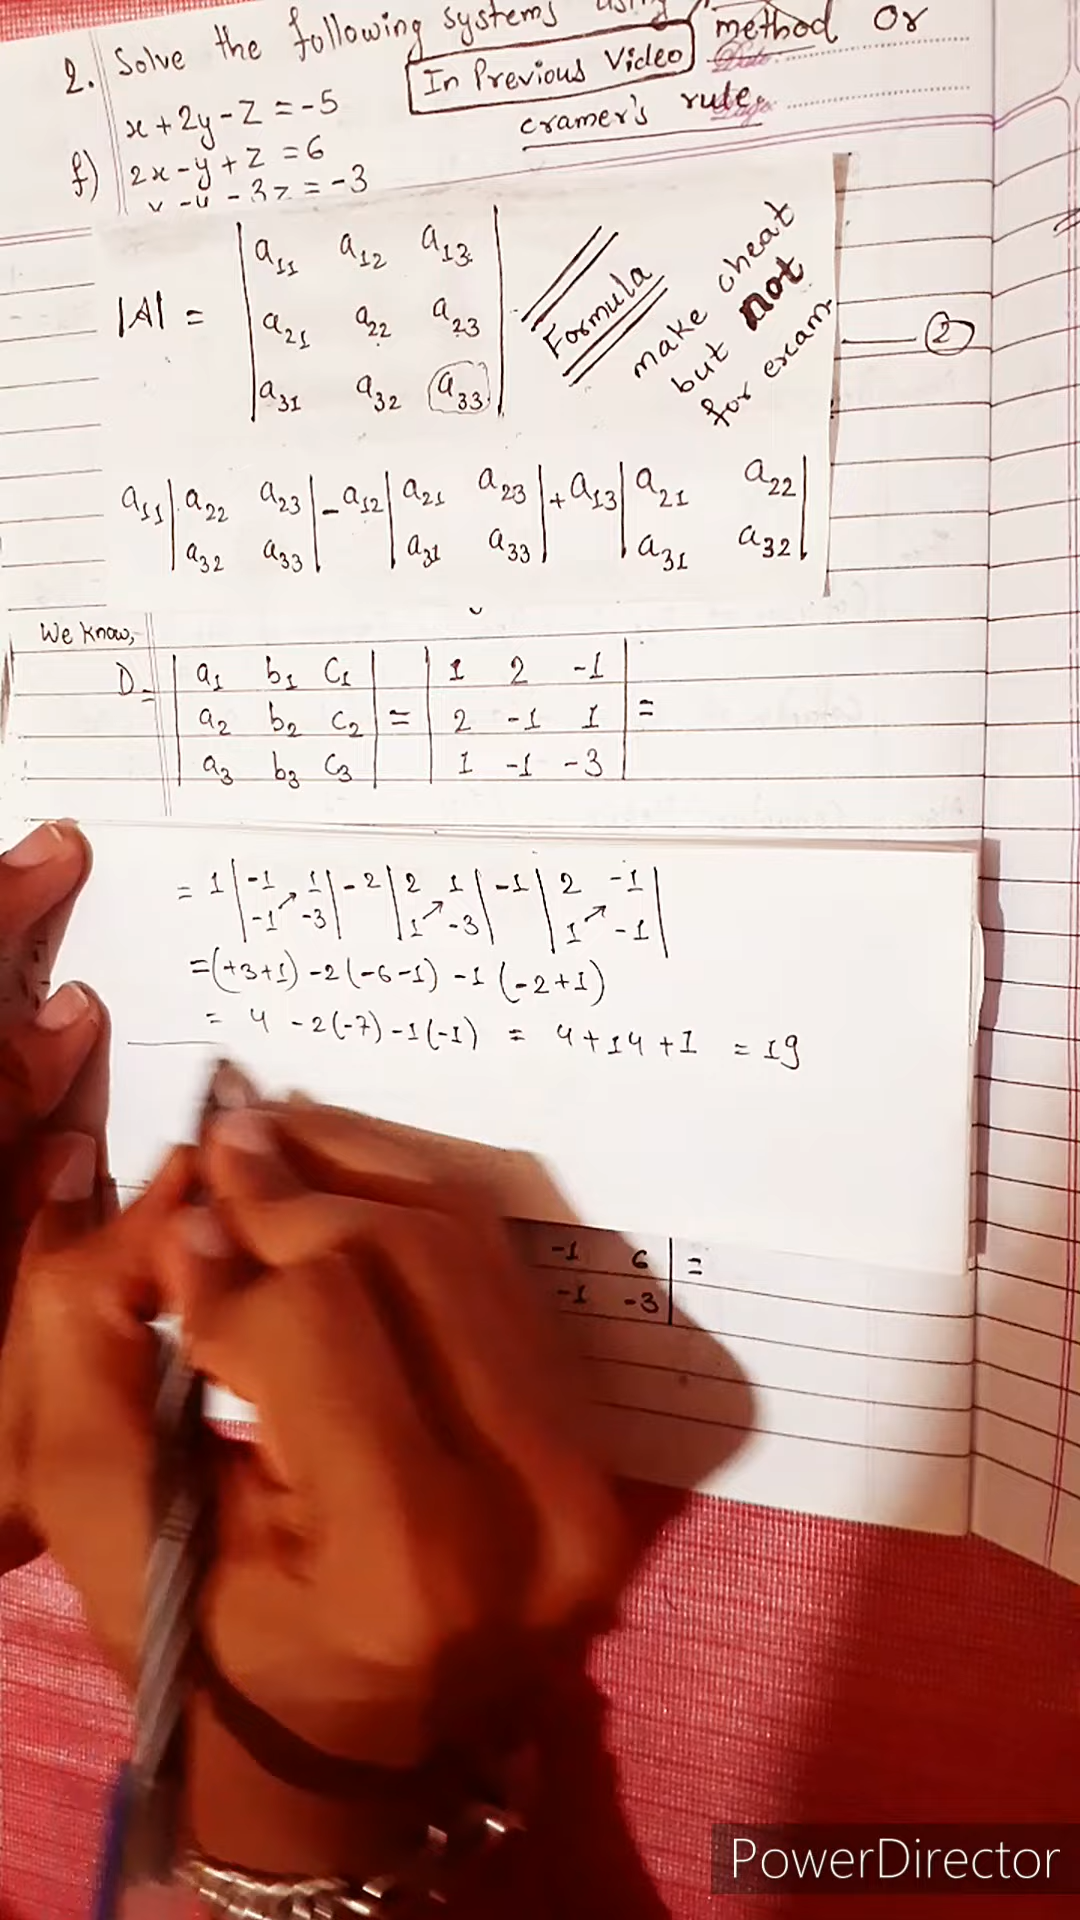 2. Solve the following systems using method Or
In Previous Video
cramer's rule.
f) x + 2y - z = -5
2x - y + z = 6
x - y - 3z = -3
|A| = | a11 a12 a13 |
| a21 a22 a23 |
| a31 a32 a33 |
Formula
make cheat
but not
for exam
2
a11 | a22 a23 | - a12 | a21 a23 | + a13 | a21 a22 |
| a32 a33 | | a31 a33 | | a31 a32 |
We know,
D = | a1 b1 c1 | = | 1 2 -1 | =
| a2 b2 c2 | | 2 -1 1 |
| a3 b3 c3 | | 1 -1 -3 |
= 1 | -1 1 | - 2 | 2 1 | - 1 | 2 -1 |
| -1 -3 | | 1 -3 | | 1 -1 |
= (+3+1) - 2(-6-1) - 1 (-2+1)
= 4 - 2(-7) - 1(-1) = 4 + 14 + 1 = 19
-1 6 | =
-1 -3 |
PowerDirector